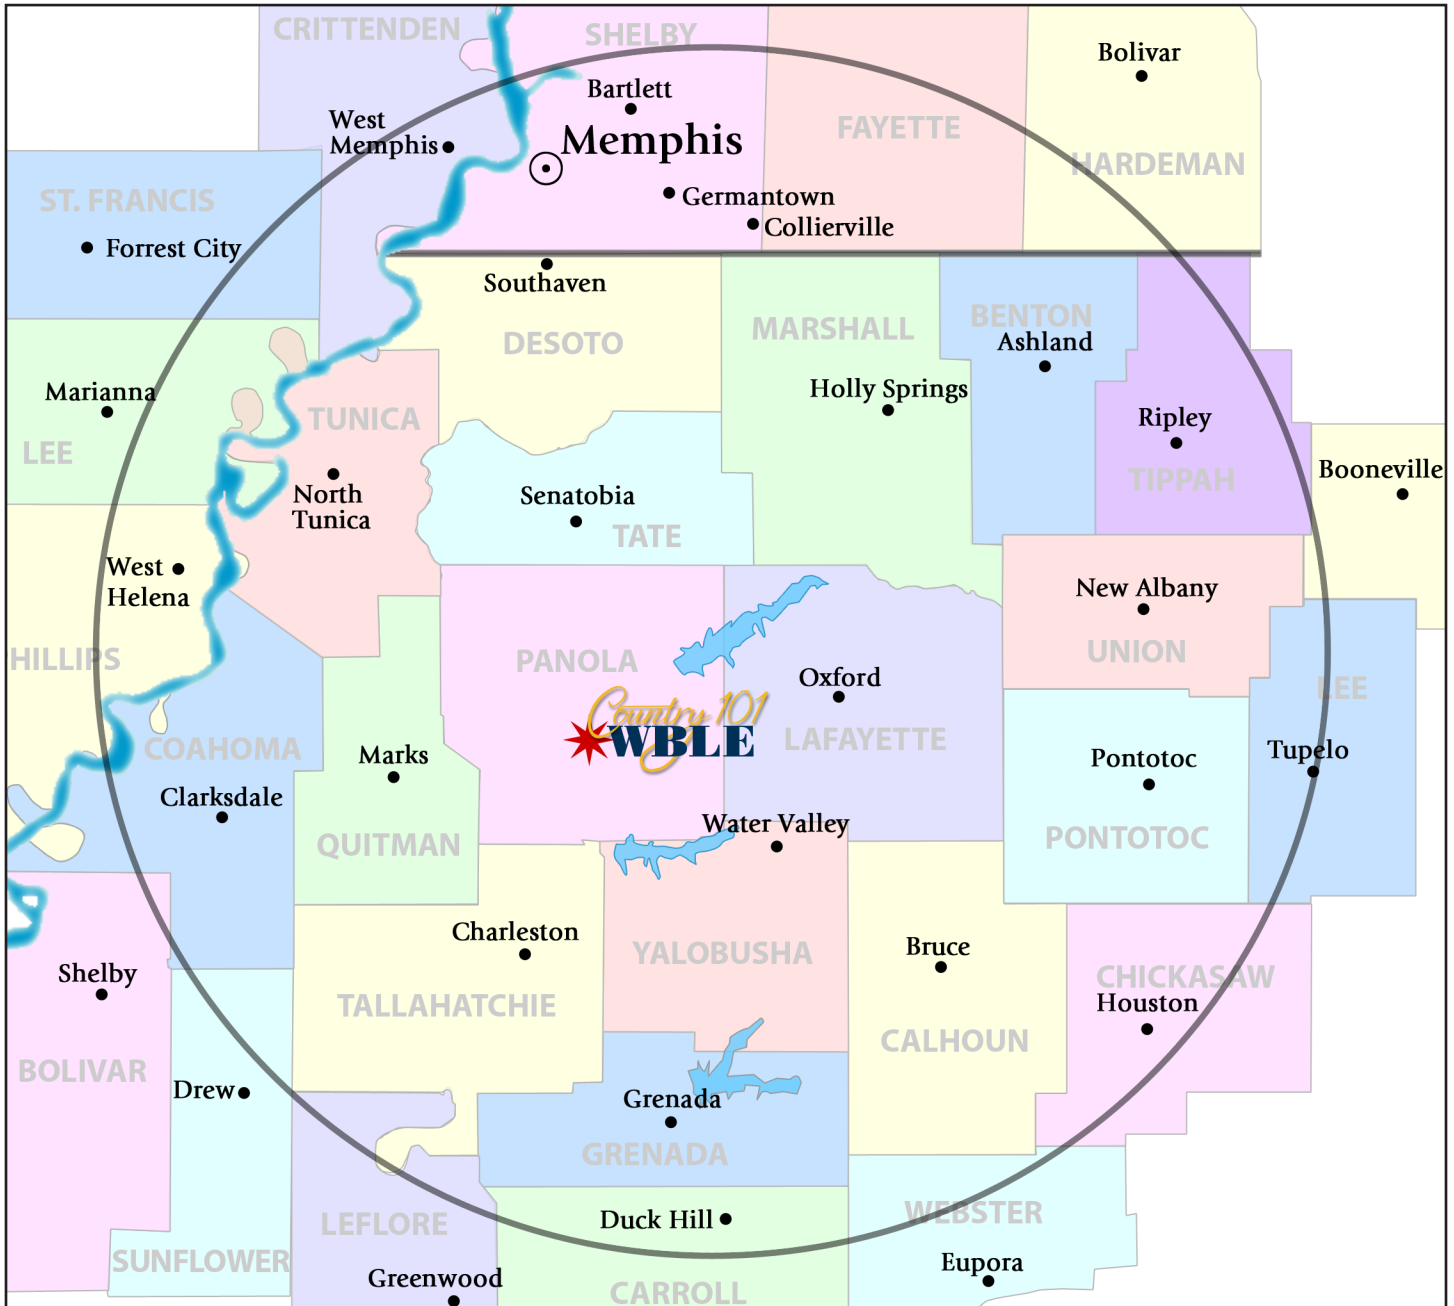 CRITTENDEN
SHELBY
Bolivar
Bartlett
West
Memphis
Memphis
FAYETTE
HARDEMAN
ST. FRANCIS
Germantown
Collierville
Forrest City
Southaven
DESOTO
MARSHALL
BENTON
Ashland
Marianna
Holly Springs
TUNICA
Ripley
LEE
TIPPAH
Booneville
North
Tunica
Senatobia
TATE
West
Helena
New Albany
HILLIPS
PANOLA
UNION
Oxford
LEE
Country 101
WBLE
COAHOMA
LAFAYETTE
Marks
Pontotoc
Tupelo
Clarksdale
Water Valley
QUITMAN
PONTOTOC
Charleston
YALOBUSHA
Bruce
Shelby
CHICKASAW
TALLAHATCHIE
Houston
CALHOUN
BOLIVAR
Drew
Grenada
GRENADA
LEFLORE
Duck Hill
WEBSTER
SUNFLOWER
Greenwood
Eupora
CARROLL